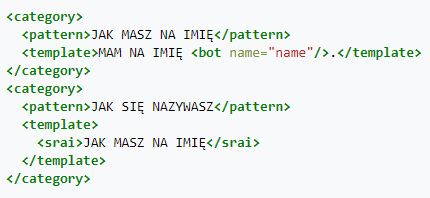 <category>
  <pattern>JAK MASZ NA IMIĘ</pattern>
  <template>MAM NA IMIĘ <bot name="name"/>.</template>
</category>
<category>
  <pattern>JAK SIĘ NAZYWASZ</pattern>
  <template>
    <srai>JAK MASZ NA IMIĘ</srai>
  </template>
</category>